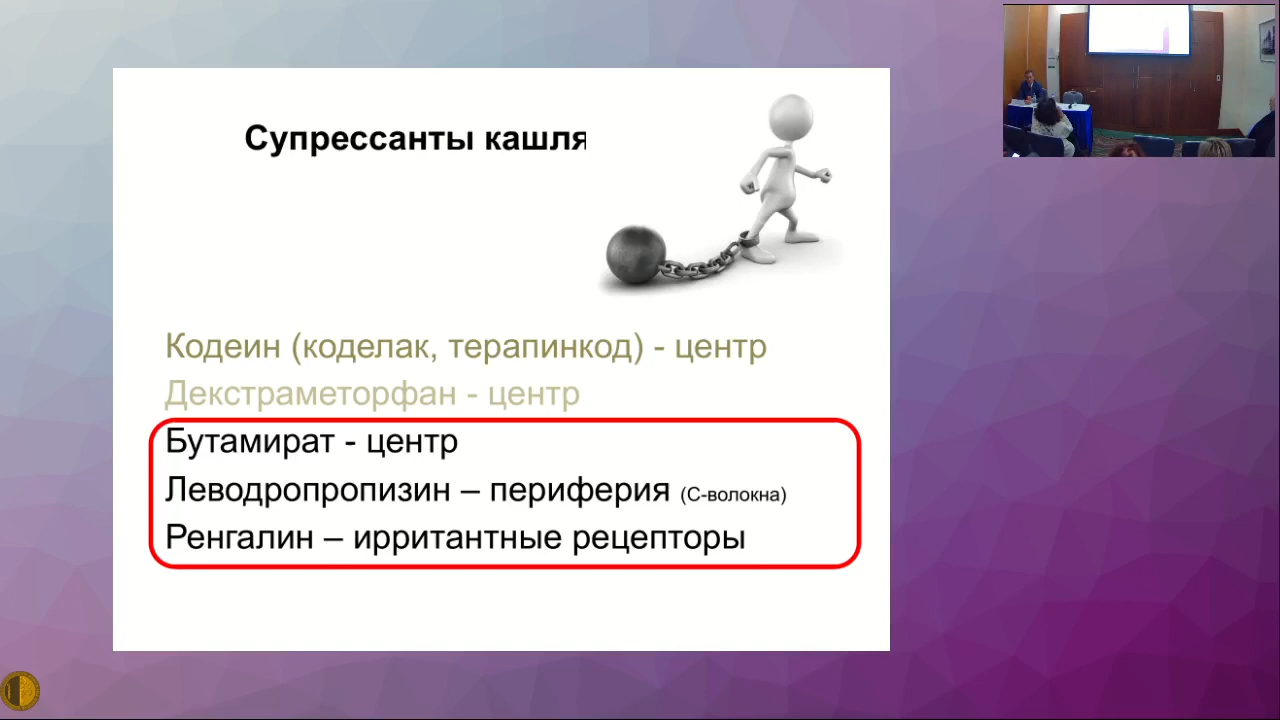 Супрессанты кашля
Кодеин (коделак, терапинкод) - центр
Декстраметорфан - центр
Бутамират - центр
Леводропропизин – периферия (С-волокна)
Ренгалин – ирритантные рецепторы